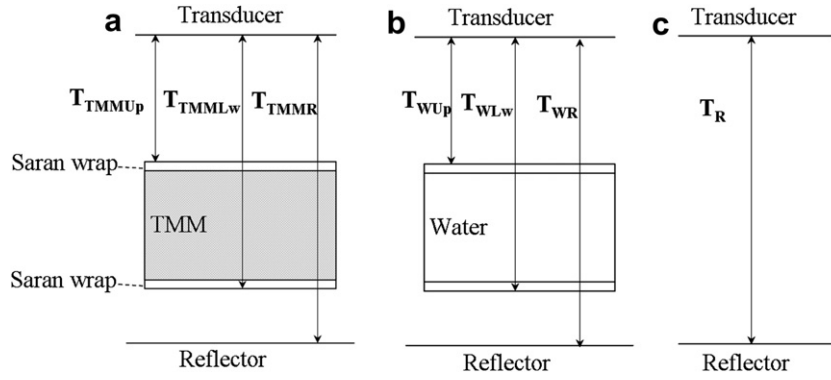 a Transducer
T_TMMUp T_TMMLw T_TMMR
Saran wrap
TMM
Saran wrap
Reflector
b Transducer
T_WUp T_WLw T_WR
Water
Reflector
c Transducer
T_R
Reflector